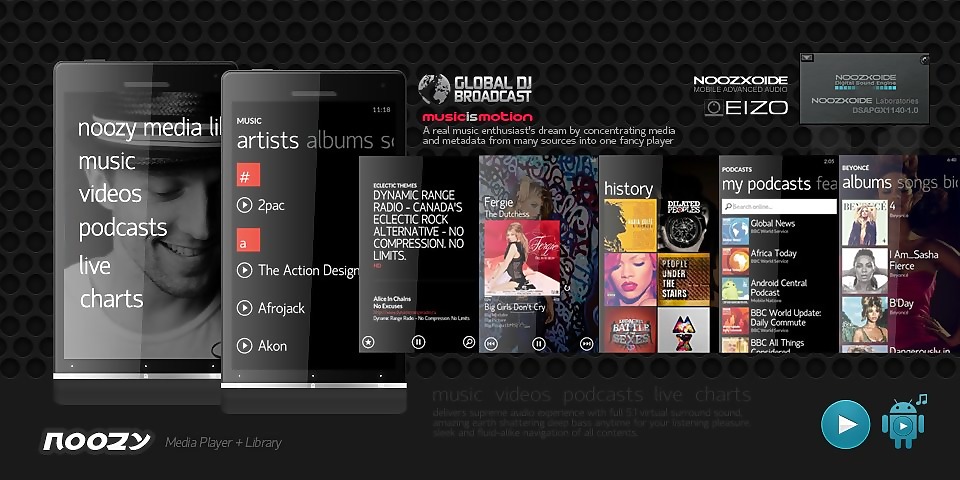 noozy media li
music
videos
podcasts
live
charts
11:18
MUSIC
artists albums so
#
2pac
a
The Action Design
Afrojack
Akon
GLOBAL DJ
BROADCAST
musicismotion
A real music enthusiast's dream by concentrating media
and metadata from many sources into one fancy player
NOOZXOIDE
MOBILE ADVANCED AUDIO
EIZO
NOOZXOIDE
Digital Sound Engine
NOOZXOIDE Laboratories
DSAPGX1140-1.0
ECLECTIC THEMES
DYNAMIC RANGE
RADIO - CANADA'S
ECLECTIC ROCK
ALTERNATIVE - NO
COMPRESSION. NO
LIMITS.
Alice In Chains
No Excuses
Dynamic Range Radio - No Compression. No Limits.
Fergie
The Dutchess
Fergie
Big Girls Don't Cry
history
DILATED
PEOPLES
PEOPLE
UNDER
THE
STAIRS
BATTLE
SEXES
2:05
PODCASTS
my podcasts fea
Search online...
Global News
BBC World Service
Africa Today
BBC World Service
Android Central
Podcast
Mobile Nations
BBC World Update:
Daily Commute
BBC World Service
BBC All Things
Considered
6:40
BEYONCÉ
albums songs bio
BEYONCÉ
4
Beyoncé
I Am...Sasha
Fierce
Beyoncé
B'Day
Beyoncé
Dangerously in
music videos podcasts live charts
delivers supreme audio experience with full 5.1 virtual surround sound,
amazing earth shattering deep bass anytime for your listening pleasure.
sleek and fluid-alike navigation of all contents.
noozy
Media Player + Library